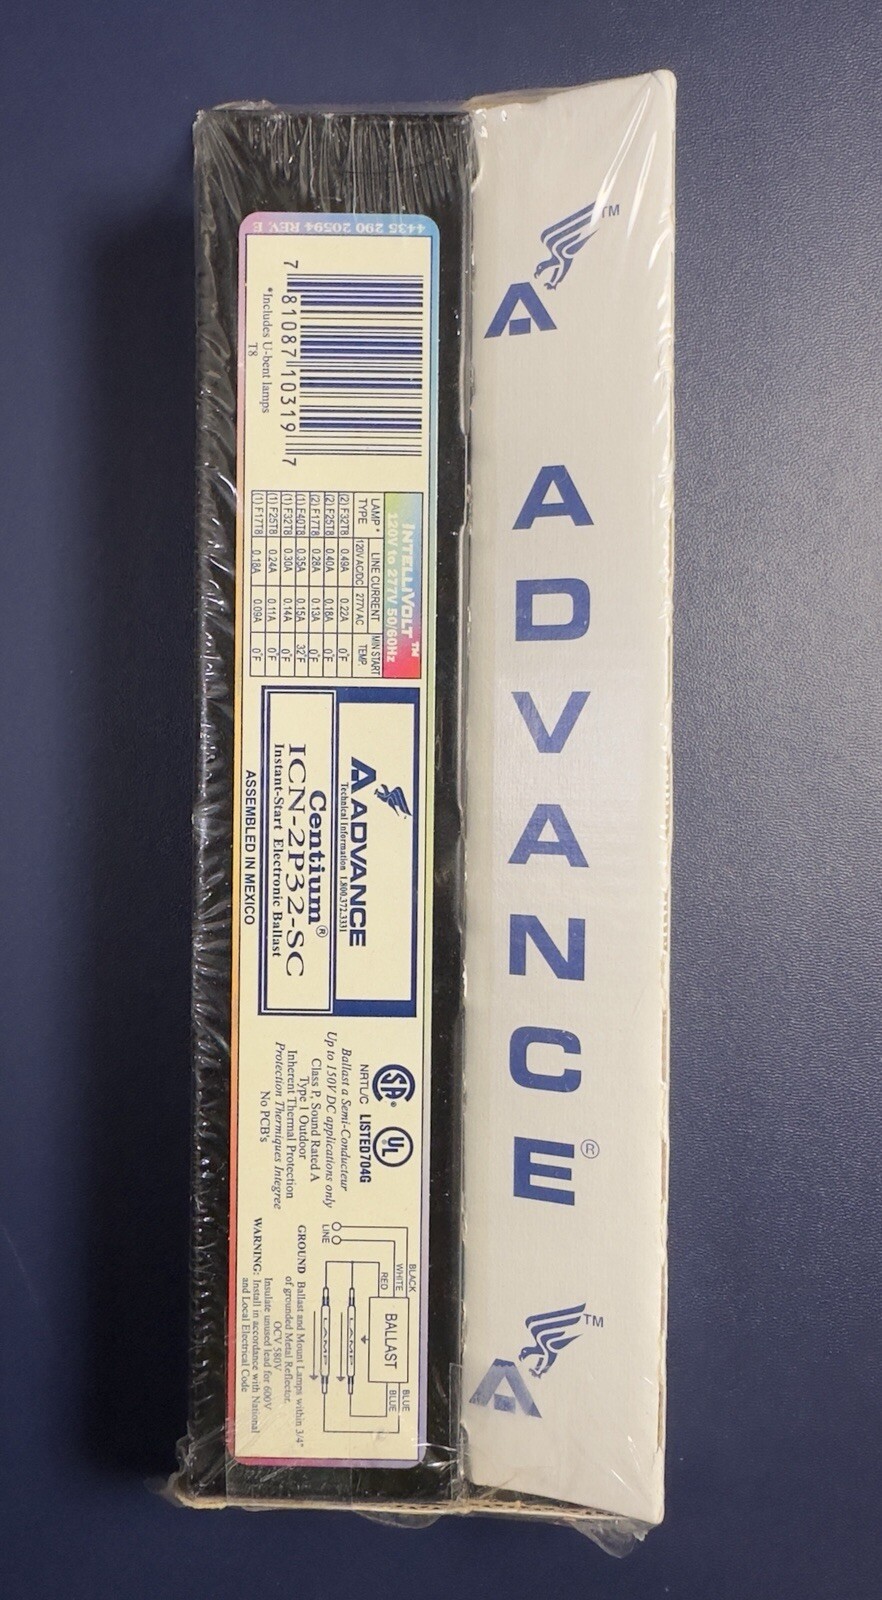 4435 290 20594 REV. E
7 81087 10319 7
*Includes U-bent lamps
T8
INTELLIVOLT™
120V to 277V 50/60Hz
LAMP* TYPE LINE CURRENT 120V AC/DC 277V AC MIN START TEMP.
(2) F32T8 0.49A 0.22A 0°F
(2) F25T8 0.40A 0.18A 0°F
(2) F17T8 0.28A 0.13A 0°F
(1) F40T8 0.35A 0.15A 32°F
(1) F32T8 0.30A 0.14A 0°F
(1) F25T8 0.24A 0.11A 0°F
(1) F17T8 0.18A 0.09A 0°F
ADVANCE
Technical Information 1.800.372.3331
Centium®
ICN-2P32-SC
Instant-Start Electronic Ballast
ASSEMBLED IN MEXICO
SA® UL
NRTL/C LISTED 704G
Ballast a Semi-Conducteur
Up to 150V DC applications only
Class P, Sound Rated A
Type 1 Outdoor
Inherent Thermal Protection
Protection Thermiques Integree
No PCB's
LINE
BLACK
WHITE
RED
BALLAST
BLUE
BLUE
LAMP
LAMP
GROUND Ballast and Mount Lamps within 3/4"
of grounded Metal Reflector.
OCV 580V
Insulate unused lead for 600V
WARNING: Install in accordance with National
and Local Electrical Code
A™
ADVANCE®
A™